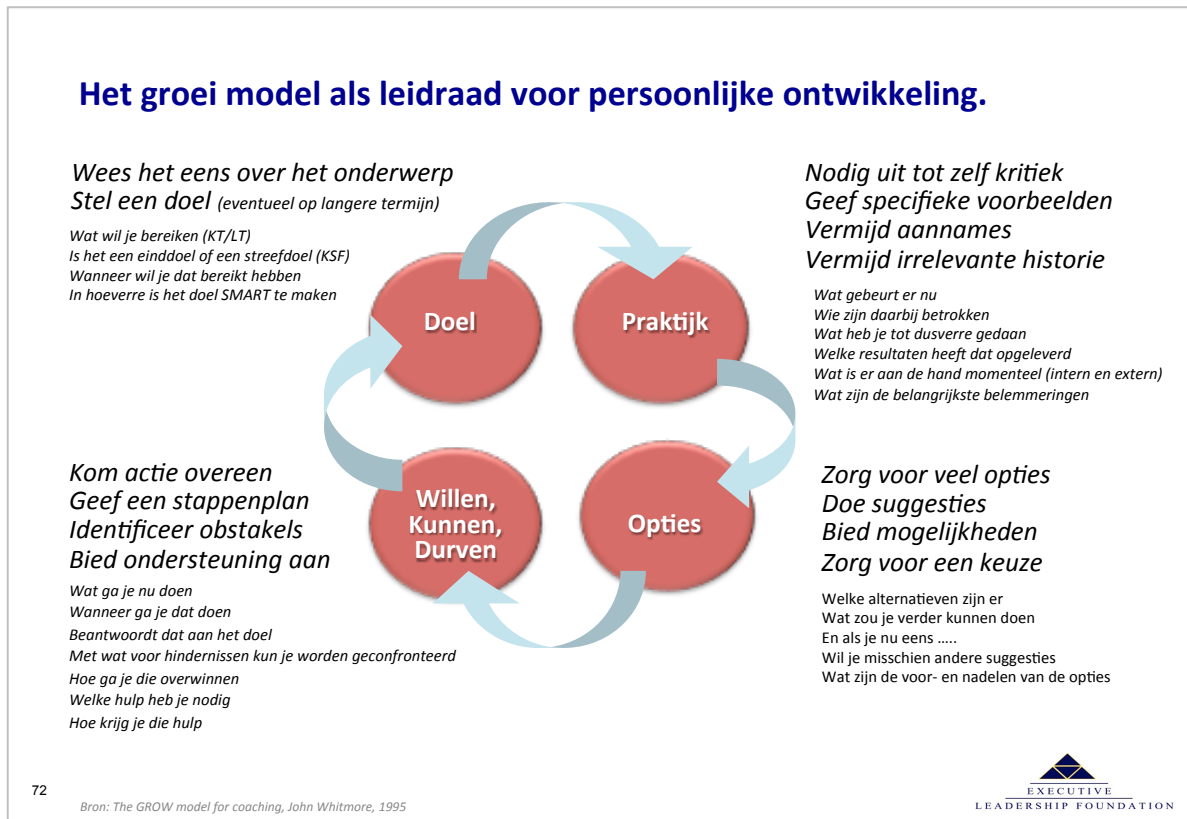 Het groei model als leidraad voor persoonlijke ontwikkeling.
Wees het eens over het onderwerp
Stel een doel (eventueel op langere termijn)
Wat wil je bereiken (KT/LT)
Is het een einddoel of een streefdoel (KSF)
Wanneer wil je dat bereikt hebben
In hoeverre is het doel SMART te maken
Nodig uit tot zelf kritiek
Geef specifieke voorbeelden
Vermijd aannames
Vermijd irrelevante historie
Wat gebeurt er nu
Wie zijn daarbij betrokken
Wat heb je tot dusverre gedaan
Welke resultaten heeft dat opgeleverd
Wat is er aan de hand momenteel (intern en extern)
Wat zijn de belangrijkste belemmeringen
Doel
Praktijk
Willen,
Kunnen,
Durven
Opties
Kom actie overeen
Geef een stappenplan
Identificeer obstakels
Bied ondersteuning aan
Wat ga je nu doen
Wanneer ga je dat doen
Beantwoordt dat aan het doel
Met wat voor hindernissen kun je worden geconfronteerd
Hoe ga je die overwinnen
Welke hulp heb je nodig
Hoe krijg je die hulp
Zorg voor veel opties
Doe suggesties
Bied mogelijkheden
Zorg voor een keuze
Welke alternatieven zijn er
Wat zou je verder kunnen doen
En als je nu eens .....
Wil je misschien andere suggesties
Wat zijn de voor- en nadelen van de opties
72
Bron: The GROW model for coaching, John Whitmore, 1995
EXECUTIVE
LEADERSHIP FOUNDATION